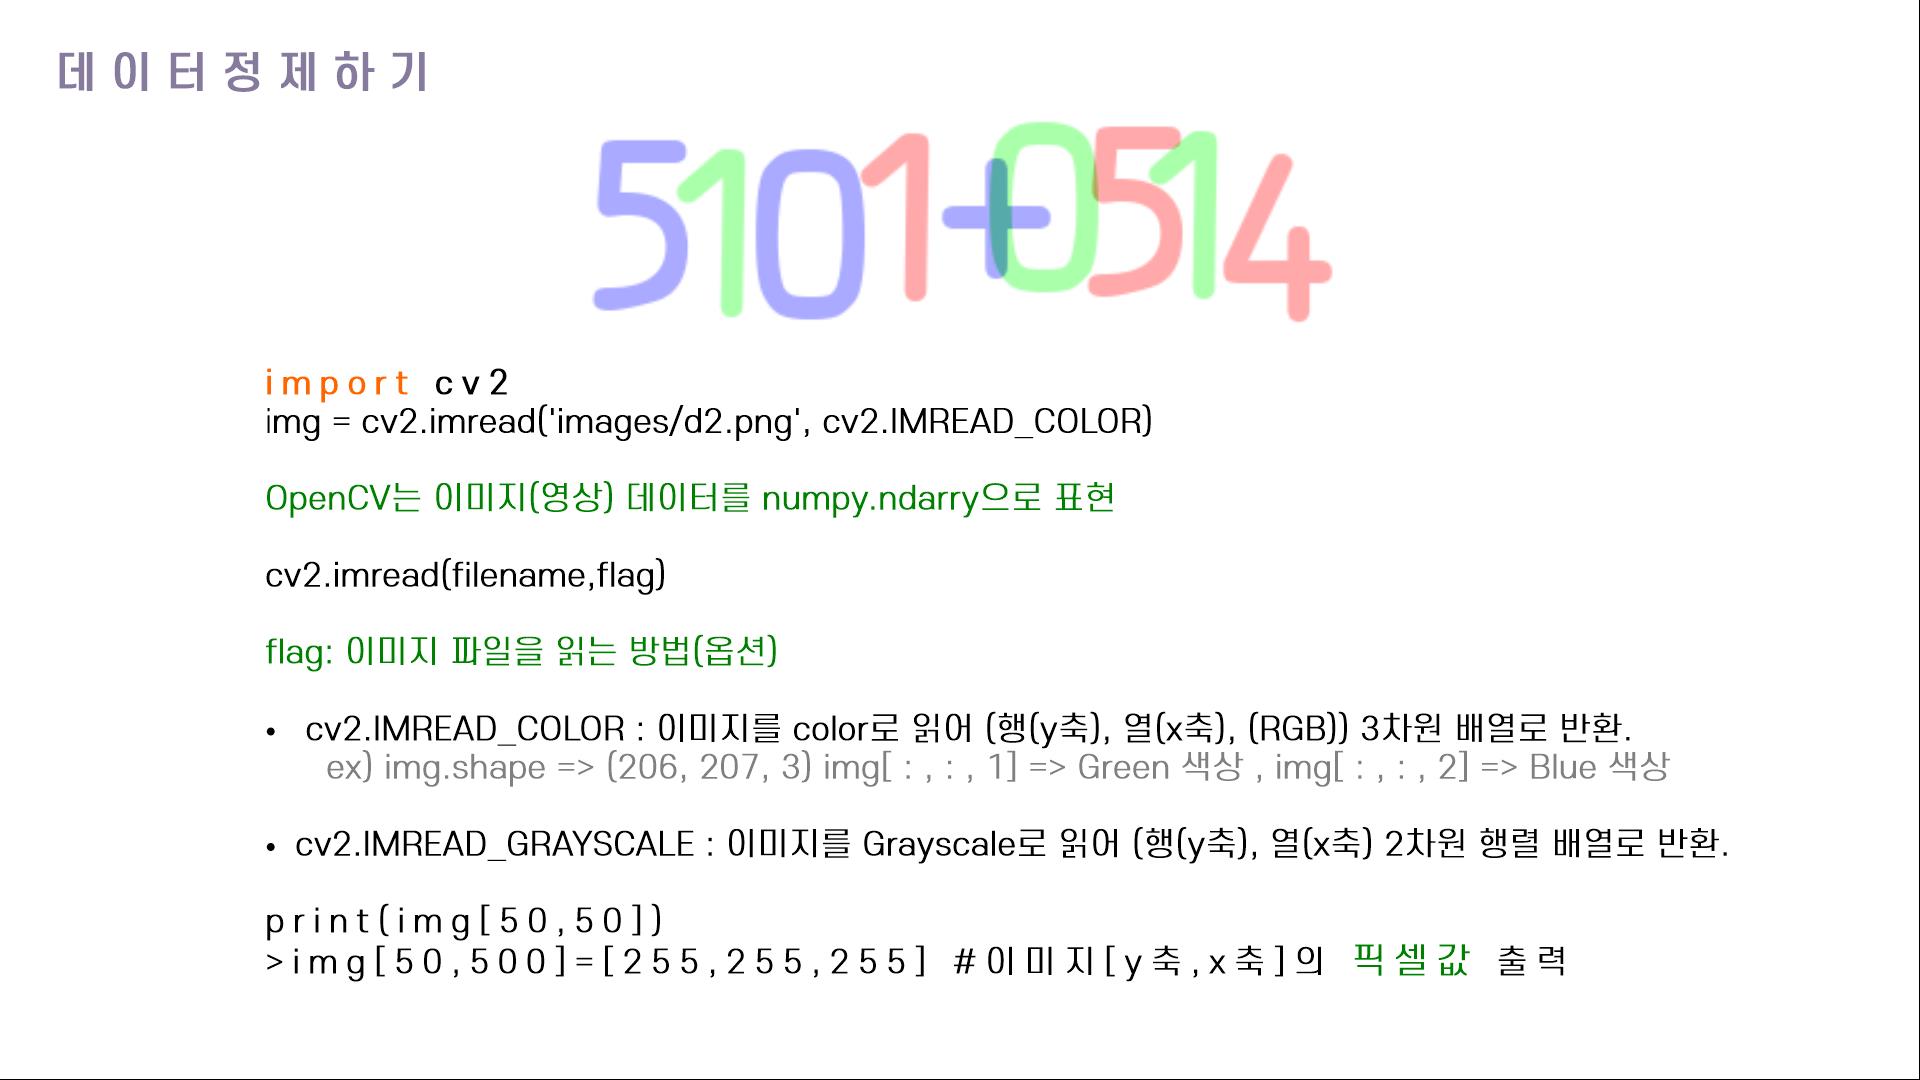 데이터정제하기
5101+0514
import cv2
img = cv2.imread('images/d2.png', cv2.IMREAD_COLOR)
OpenCV는 이미지(영상) 데이터를 numpy.ndarry으로 표현
cv2.imread(filename,flag)
flag: 이미지 파일을 읽는 방법(옵션)
• cv2.IMREAD_COLOR : 이미지를 color로 읽어 (행(y축), 열(x축), (RGB)) 3차원 배열로 반환.
ex) img.shape => (206, 207, 3) img[ : , : , 1] => Green 색상 , img[ : , : , 2] => Blue 색상
• cv2.IMREAD_GRAYSCALE : 이미지를 Grayscale로 읽어 (행(y축), 열(x축) 2차원 행렬 배열로 반환.
print(img[50,50])
>img[50,500]=[255,255,255] #이미지[y축,x축]의 픽셀값 출력